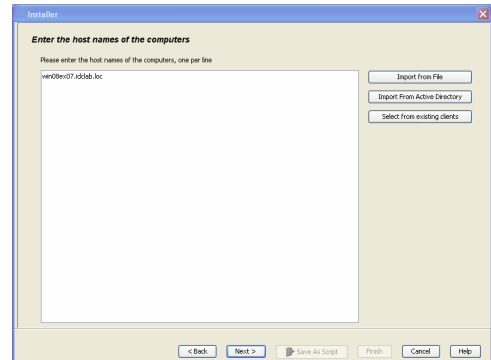 Installer
Enter the host names of the computers
Please enter the host names of the computers, one per line
win08ex07.idclab.loc
Import from File
Import From Active Directory
Select from existing clients
< Back Next > Save As Script Finish Cancel Help